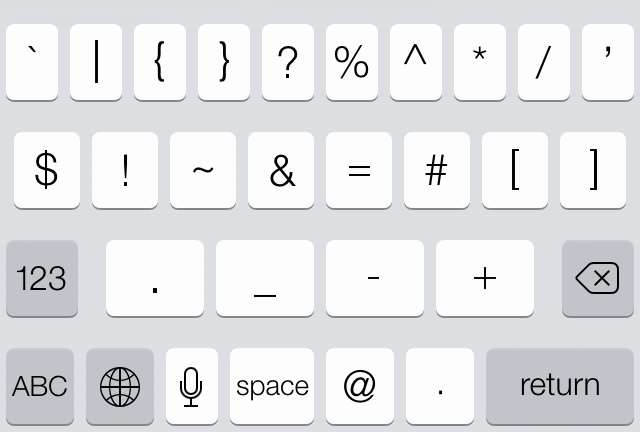 ` | { } ? % ^ * / ’
$ ! ~ & = # [ ]
123 . _ - +
ABC space @ . return